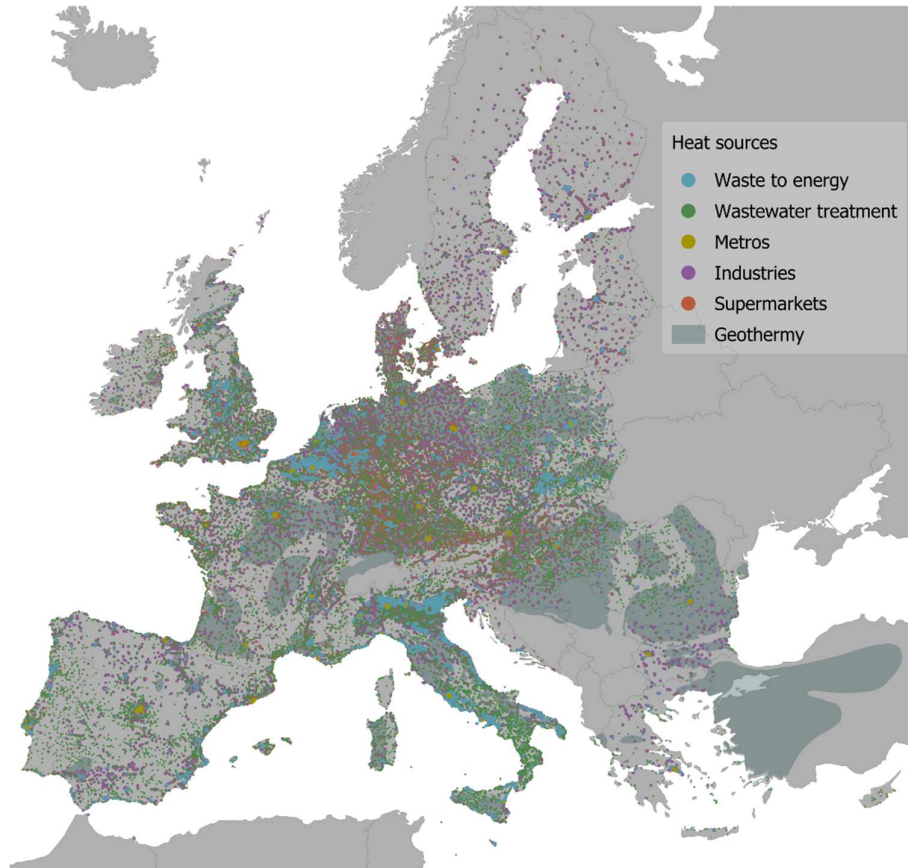 Heat sources
Waste to energy
Wastewater treatment
Metros
Industries
Supermarkets
Geothermy